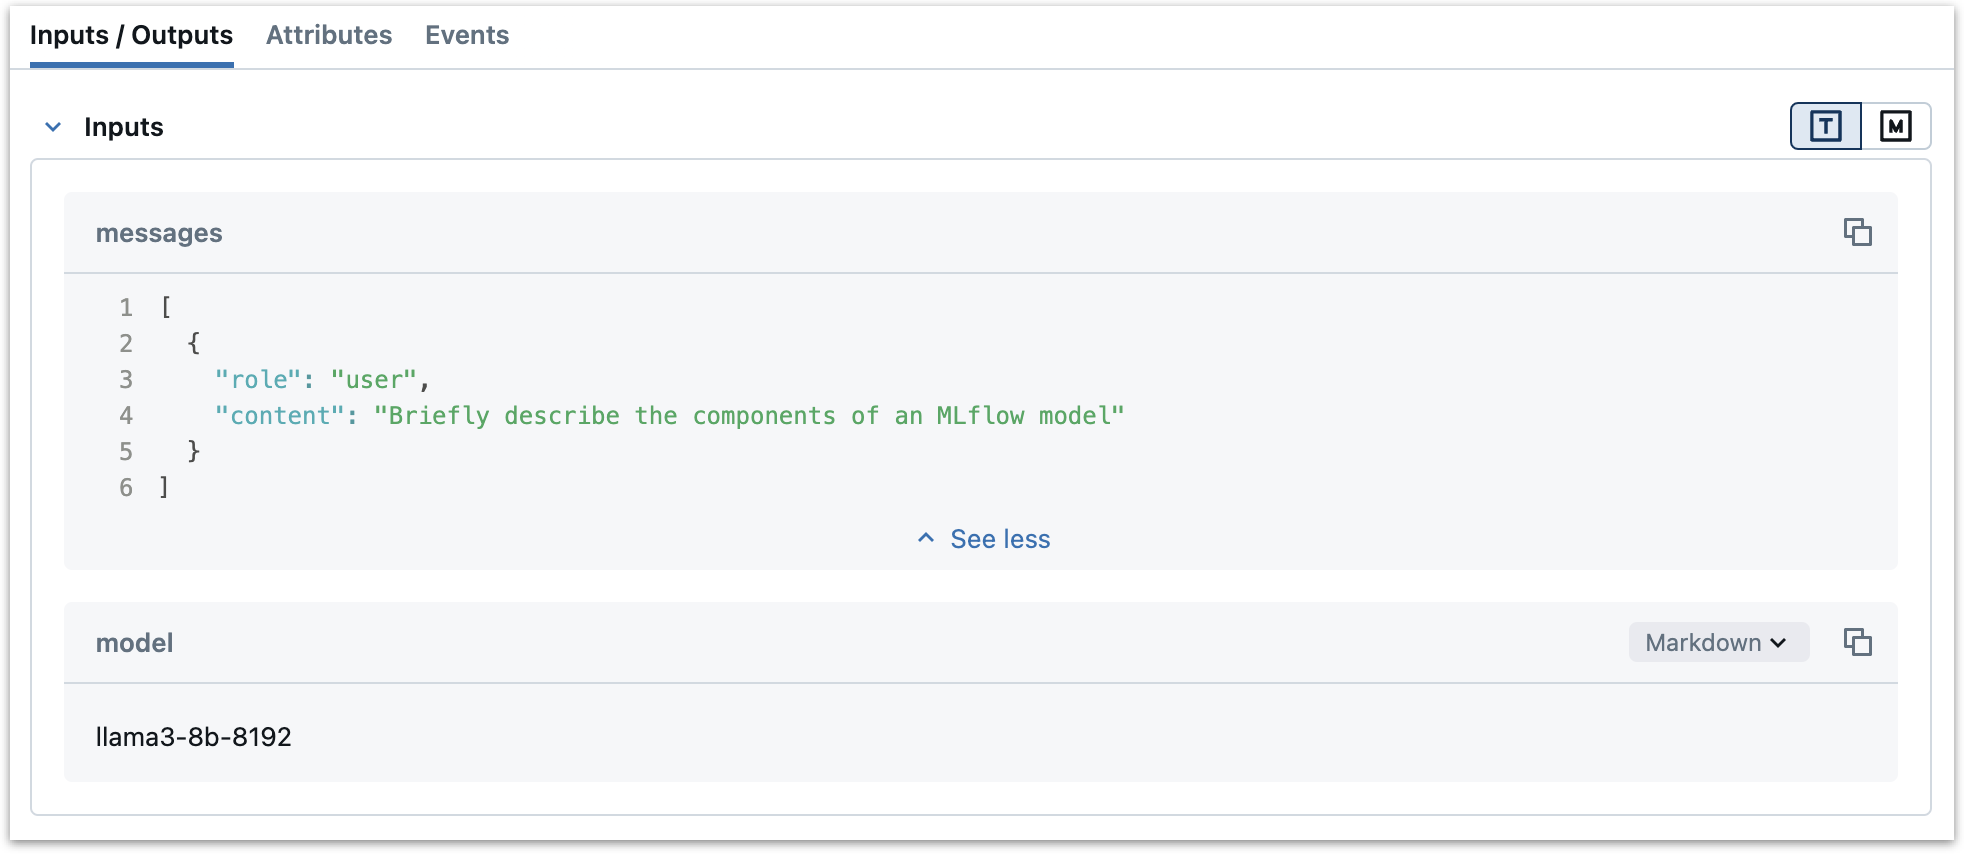 Inputs / Outputs Attributes Events
Inputs
T M
messages
1 [
2 {
3 "role": "user",
4 "content": "Briefly describe the components of an MLflow model"
5 }
6 ]
See less
model Markdown
llama3-8b-8192